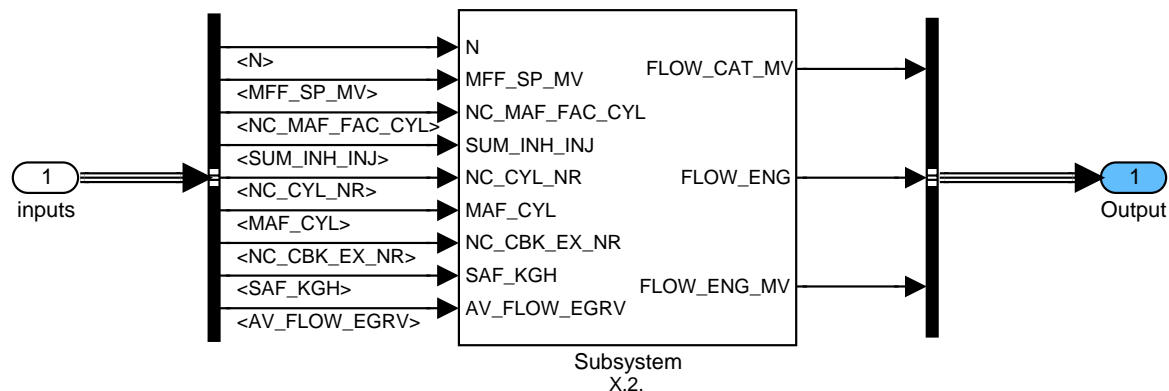 1
inputs
<N>
<MFF_SP_MV>
<NC_MAF_FAC_CYL>
<SUM_INH_INJ>
<NC_CYL_NR>
<MAF_CYL>
<NC_CBK_EX_NR>
<SAF_KGH>
<AV_FLOW_EGRV>
N
MFF_SP_MV
NC_MAF_FAC_CYL
SUM_INH_INJ
NC_CYL_NR
MAF_CYL
NC_CBK_EX_NR
SAF_KGH
AV_FLOW_EGRV
FLOW_CAT_MV
FLOW_ENG
FLOW_ENG_MV
Subsystem
X.2.
1
Output